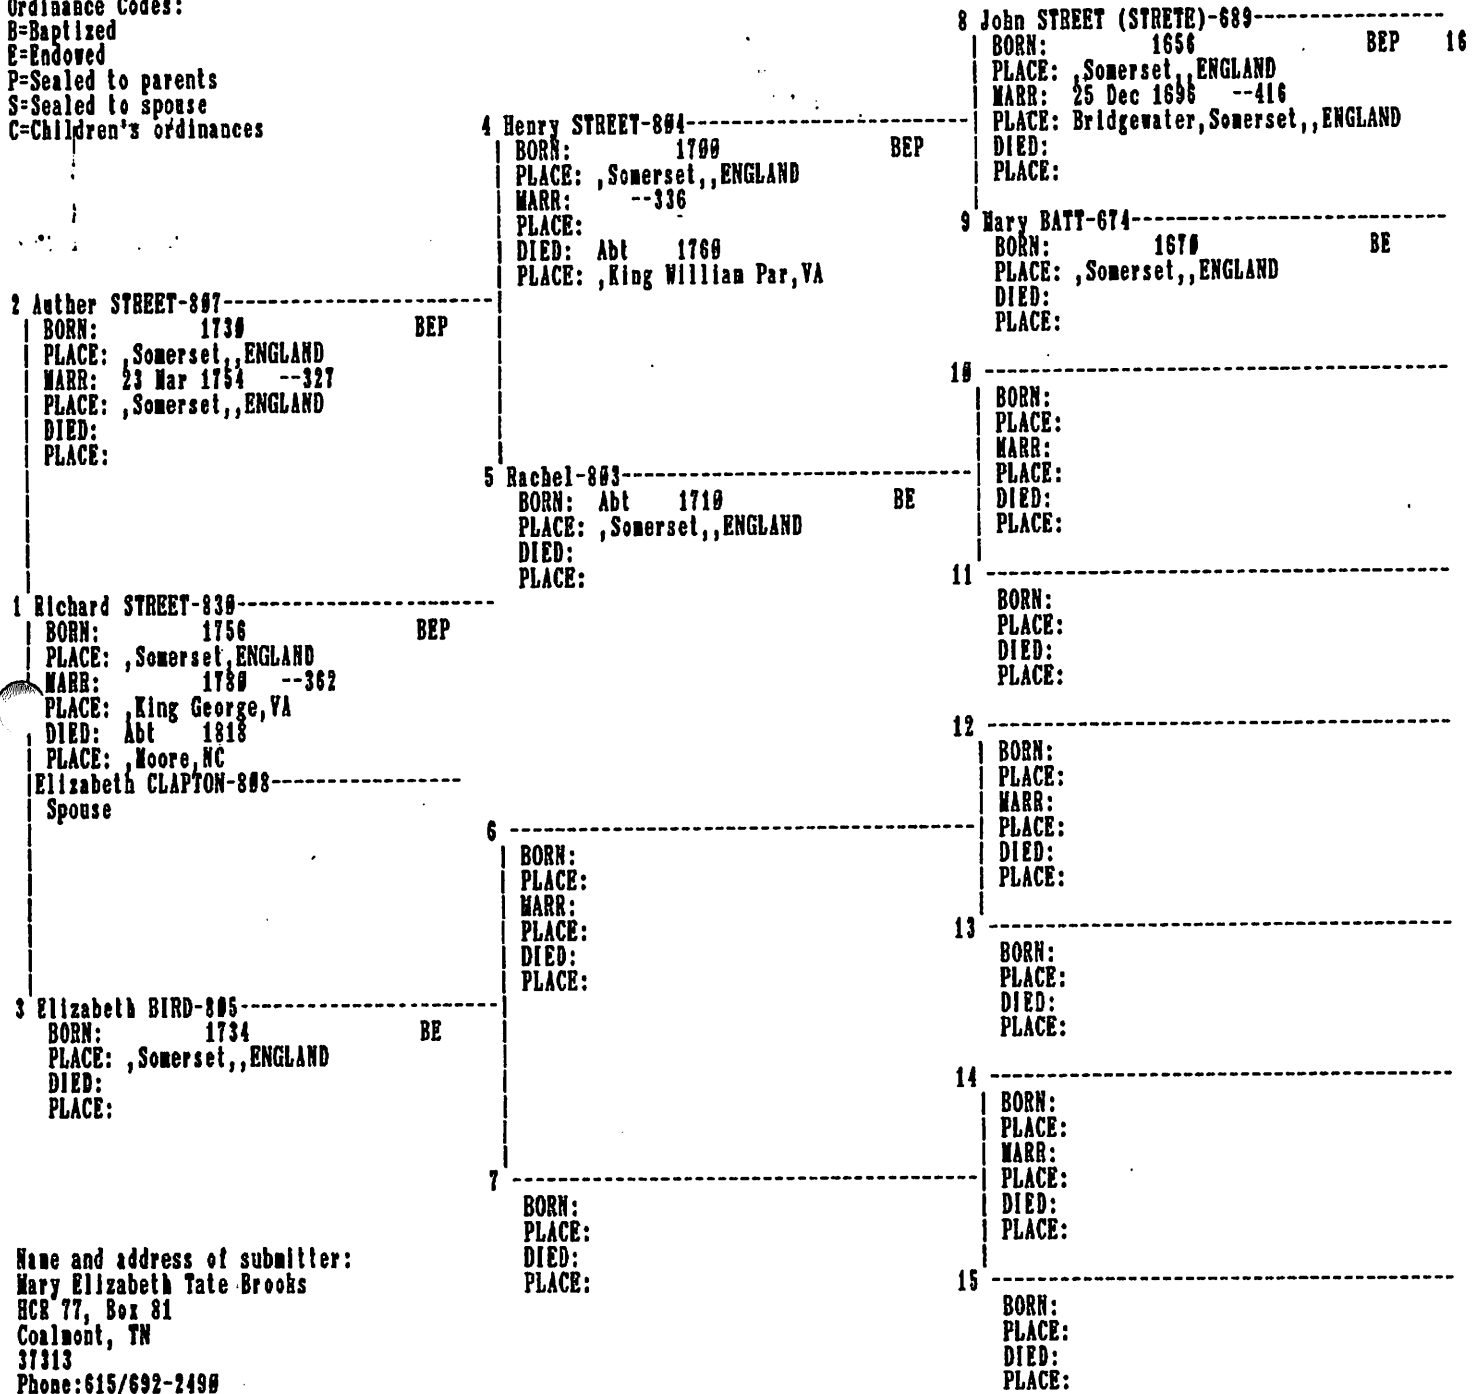 Ordinance Codes:
B=Baptized
E=Endowed
P=Sealed to parents
S=Sealed to spouse
C=Children's ordinances
8 John STREET (STRETE)-689
BORN: 1656 BEP 16
PLACE: ,Somerset,,ENGLAND
MARR: 25 Dec 1696 --416
PLACE: Bridgewater,Somerset,,ENGLAND
DIED:
PLACE:
4 Henry STREET-804
BORN: 1700 BEP
PLACE: ,Somerset,,ENGLAND
MARR: --336
PLACE:
DIED: Abt 1760
PLACE: ,King William Par,VA
9 Mary BATT-674
BORN: 1670 BE
PLACE: ,Somerset,,ENGLAND
DIED:
PLACE:
2 Auther STREET-807
BORN: 1730 BEP
PLACE: ,Somerset,,ENGLAND
MARR: 23 Mar 1754 --327
PLACE: ,Somerset,,ENGLAND
DIED:
PLACE:
10
BORN:
PLACE:
MARR:
PLACE:
DIED:
PLACE:
5 Rachel-803
BORN: Abt 1710 BE
PLACE: ,Somerset,,ENGLAND
DIED:
PLACE:
11
BORN:
PLACE:
DIED:
PLACE:
1 Richard STREET-830
BORN: 1756 BEP
PLACE: ,Somerset,ENGLAND
MARR: 1780 --362
PLACE: ,King George,VA
DIED: Abt 1818
PLACE: ,Moore,NC
Elizabeth CLAPTON-808
Spouse
12
BORN:
PLACE:
MARR:
PLACE:
DIED:
PLACE:
6
BORN:
PLACE:
MARR:
PLACE:
DIED:
PLACE:
13
BORN:
PLACE:
DIED:
PLACE:
3 Elizabeth BIRD-805
BORN: 1734 BE
PLACE: ,Somerset,,ENGLAND
DIED:
PLACE:
14
BORN:
PLACE:
MARR:
PLACE:
DIED:
PLACE:
7
BORN:
PLACE:
DIED:
PLACE:
15
BORN:
PLACE:
DIED:
PLACE:
Name and address of submitter:
Mary Elizabeth Tate Brooks
HCR 77, Box 81
Coalmont, TN
37313
Phone:615/692-2490